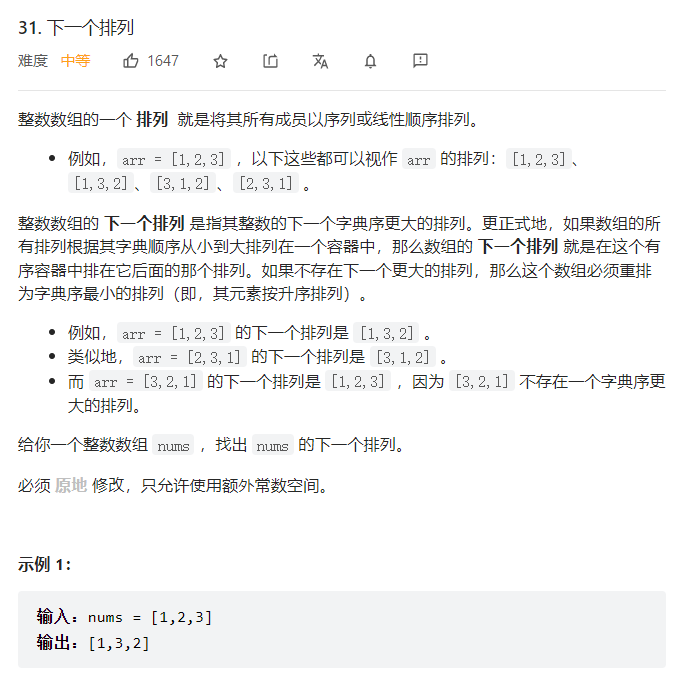 31. 下一个排列
难度 中等 1647
整数数组的一个 排列 就是将其所有成员以序列或线性顺序排列。
例如，arr = [1,2,3] ，以下这些都可以视作 arr 的排列：[1,2,3]、
[1,3,2]、[3,1,2]、[2,3,1] 。
整数数组的 下一个排列 是指其整数的下一个字典序更大的排列。更正式地，如果数组的所
有排列根据其字典顺序从小到大排列在一个容器中，那么数组的 下一个排列 就是在这个有
序容器中排在它后面的那个排列。如果不存在下一个更大的排列，那么这个数组必须重排
为字典序最小的排列（即，其元素按升序排列）。
例如，arr = [1,2,3] 的下一个排列是 [1,3,2] 。
类似地，arr = [2,3,1] 的下一个排列是 [3,1,2] 。
而 arr = [3,2,1] 的下一个排列是 [1,2,3] ，因为 [3,2,1] 不存在一个字典序更
大的排列。
给你一个整数数组 nums ，找出 nums 的下一个排列。
必须 原地 修改，只允许使用额外常数空间。
示例 1：
输入：nums = [1,2,3]
输出：[1,3,2]